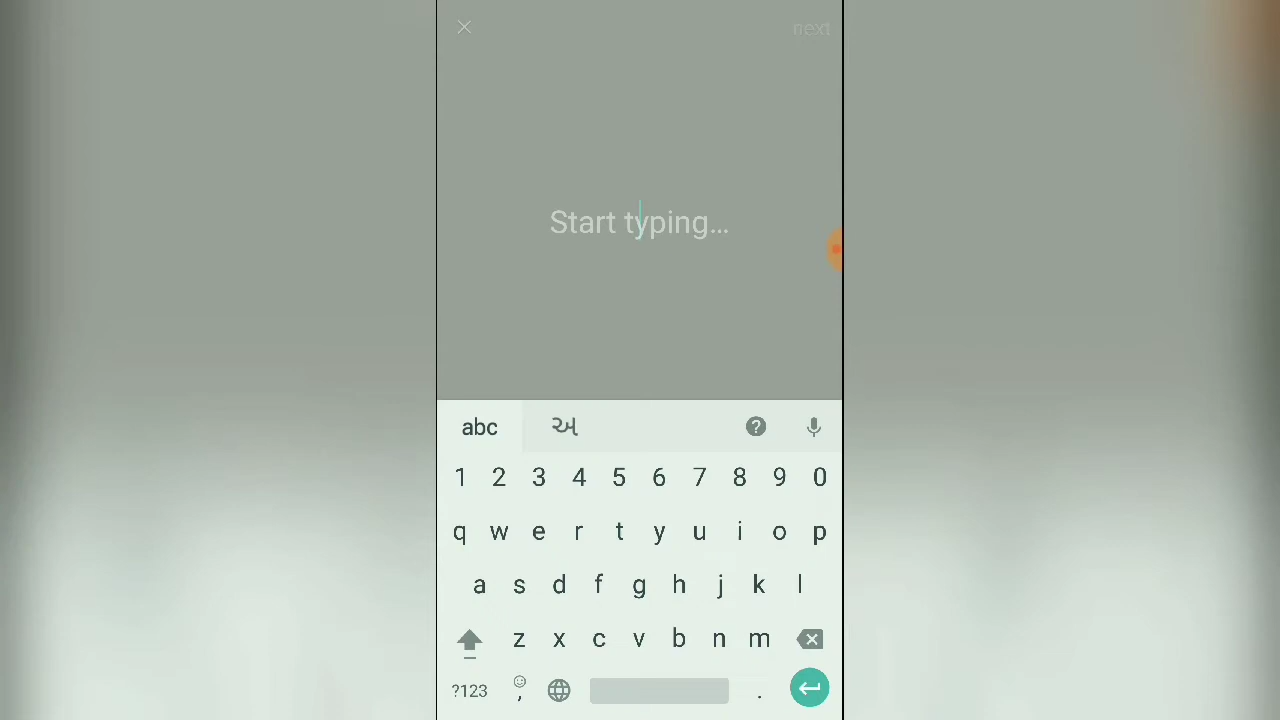 next
Start typing...
abc અ
1 2 3 4 5 6 7 8 9 0
q w e r t y u i o p
a s d f g h j k l
z x c v b n m
?123 , .